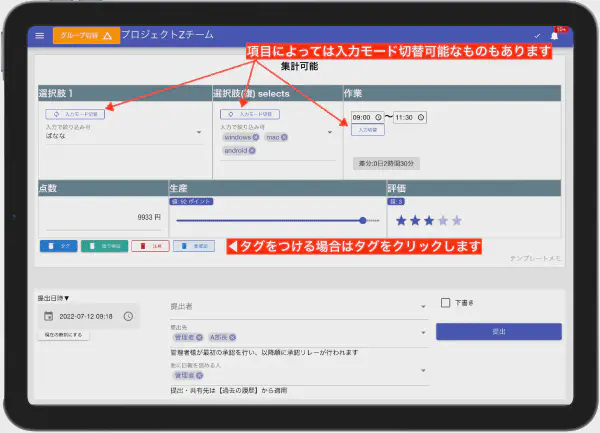 グループ切替
プロジェクトZチーム
項目によっては入力モード切替可能なものもあります
集計可能
選択肢1
選択肢(複) selects
作業
入力モード切替
入力モード切替
09:00 〜 11:30
入力切替
入力で絞り込み可
ばなな
入力で絞り込み可
windows
mac
android
差分:0日2時間30分
点数
生産
評価
9933 円
値: 92 ポイント
値: 3
タグ
◀タグをつける場合はタグをクリックします
テンプレートメモ
提出日時▼
2022-07-12 09:18
現在の時刻にする
提出者
下書き
提出
提出先
管理者
A部長
管理者様が最初の承認を行い、以降順に承認リレーが行われます
他に日報を読める人
管理者
提出・共有先は【過去の履歴】から適用